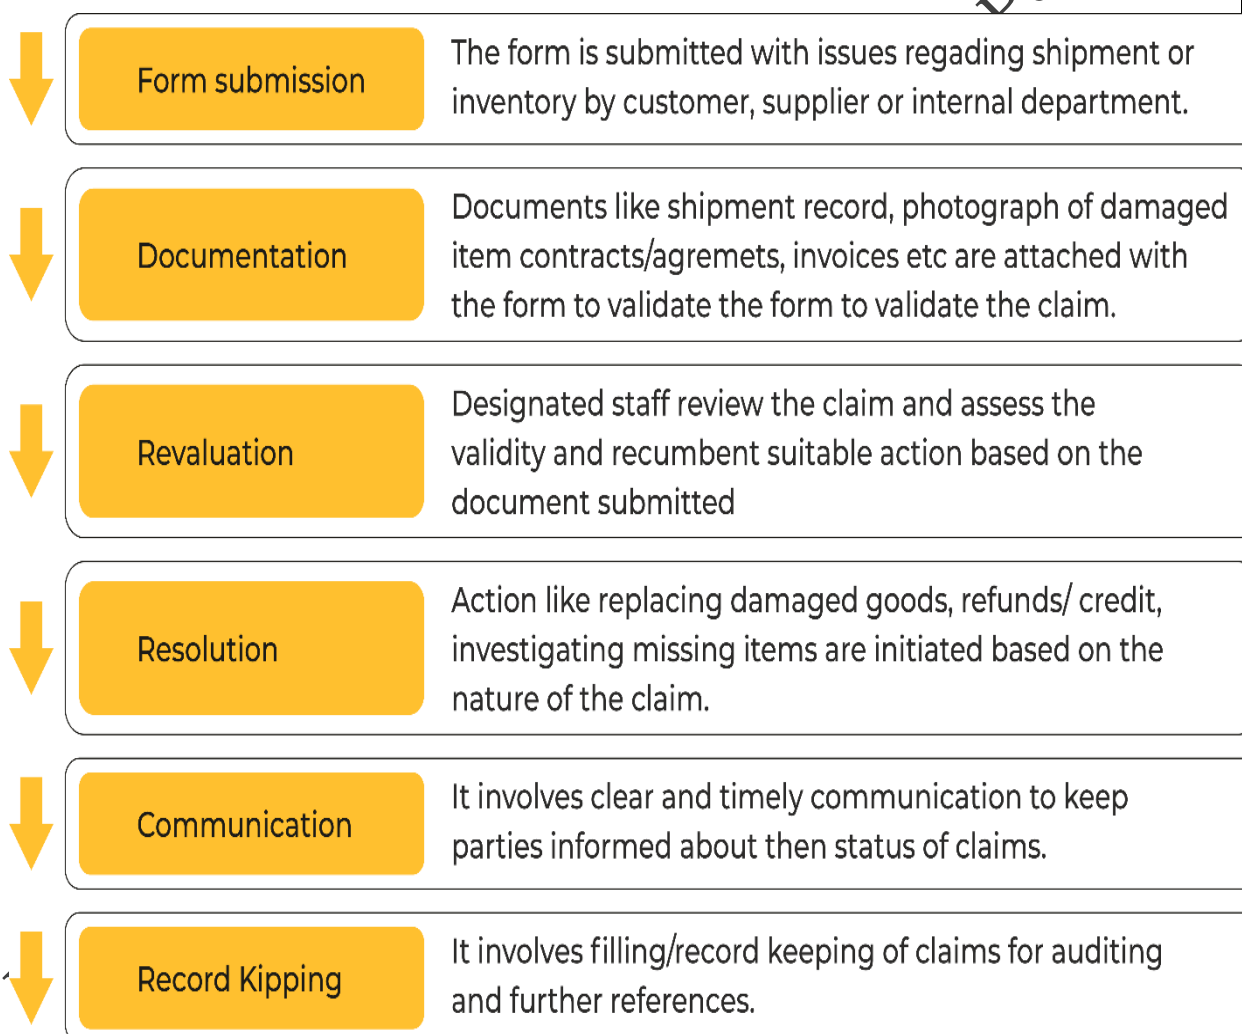 Form submission
The form is submitted with issues regading shipment or
inventory by customer, supplier or internal department.
Documentation
Documents like shipment record, photograph of damaged
item contracts/agremets, invoices etc are attached with
the form to validate the form to validate the claim.
Revaluation
Designated staff review the claim and assess the
validity and recumbent suitable action based on the
document submitted
Resolution
Action like replacing damaged goods, refunds/ credit,
investigating missing items are initiated based on the
nature of the claim.
Communication
It involves clear and timely communication to keep
parties informed about then status of claims.
Record Kipping
It involves filling/record keeping of claims for auditing
and further references.